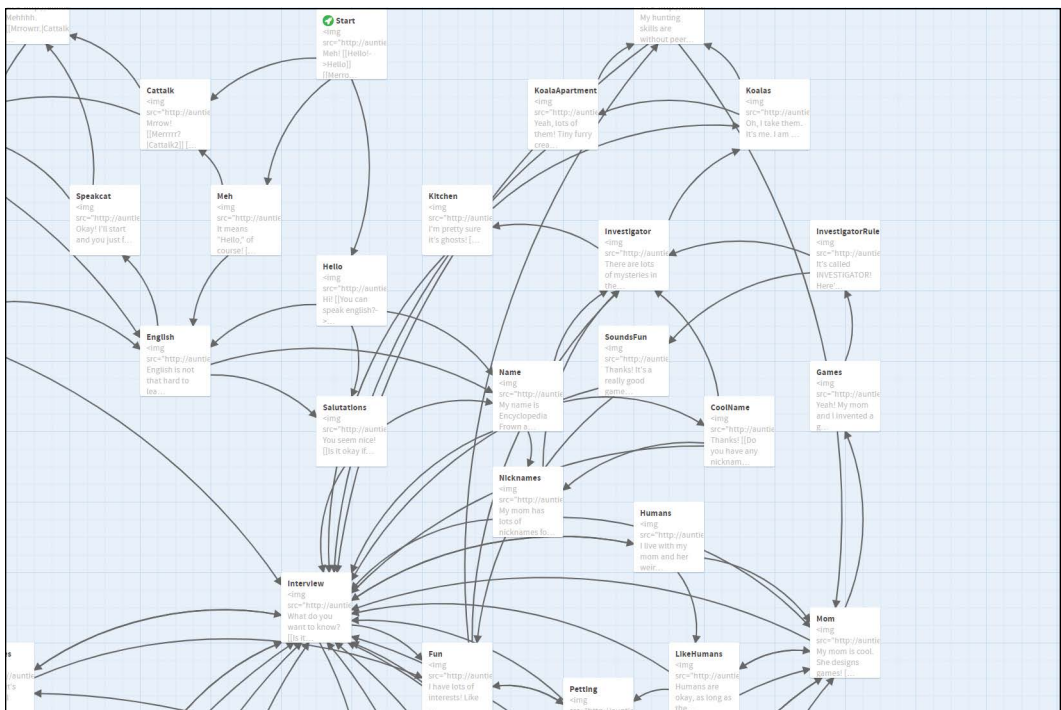 Mehhhh.
[[Mrrowrr.|Cattalk
Start
<img
src="http://auntie
Meh! [[Hello!-
>Hello]]
[[Merro...
My hunting
skills are
without peer...
Cattalk
<img
src="http://auntie
Mrrow!
[[Merrrrr?
|Cattalk2]] [...
KoalaApartment
<img
src="http://auntie
Yeah, lots of
them! Tiny furry
crea...
Koalas
<img
src="http://auntie
Oh, I take them.
It's me. I am ...
Speakcat
<img
src="http://auntie
Okay! I'll start
and you just f...
Meh
<img
src="http://auntie
It means
"Hello," of
course! [...
Kitchen
<img
src="http://auntie
I'm pretty sure
it's ghosts! [...
Investigator
<img
src="http://auntie
There are lots
of mysteries in
the...
InvestigatorRule
<img
src="http://auntie
It's called
INVESTIGATOR!
Here'...
Hello
<img
src="http://auntie
Hi! [[You can
speak english?-
>...
English
<img
src="http://auntie
English is not
that hard to
lea...
SoundsFun
<img
src="http://auntie
Thanks! It's a
really good
game...
Name
<img
src="http://auntie
My name is
Encyclopedia
Frown a...
Games
<img
src="http://auntie
Yeah! My mom
and I invented a
g...
Salutations
<img
src="http://auntie
You seem nice!
[[Is it okay if...
CoolName
<img
src="http://auntie
Thanks! [[Do
you have any
nicknam...
Nicknames
<img
src="http://auntie
My mom has
lots of
nicknames fo...
Humans
<img
src="http://auntie
I live with my
mom and her
weir...
Interview
<img
src="http://auntie
What do you
want to know?
[[Is it...
Mom
<img
src="http://auntie
My mom is cool.
She designs
games! [...
Fun
<img
src="http://auntie
I have lots of
interests! Like
LikeHumans
<img
src="http://auntie
Humans are
okay, as long as
the...
Petting
<img
src="http://auntie